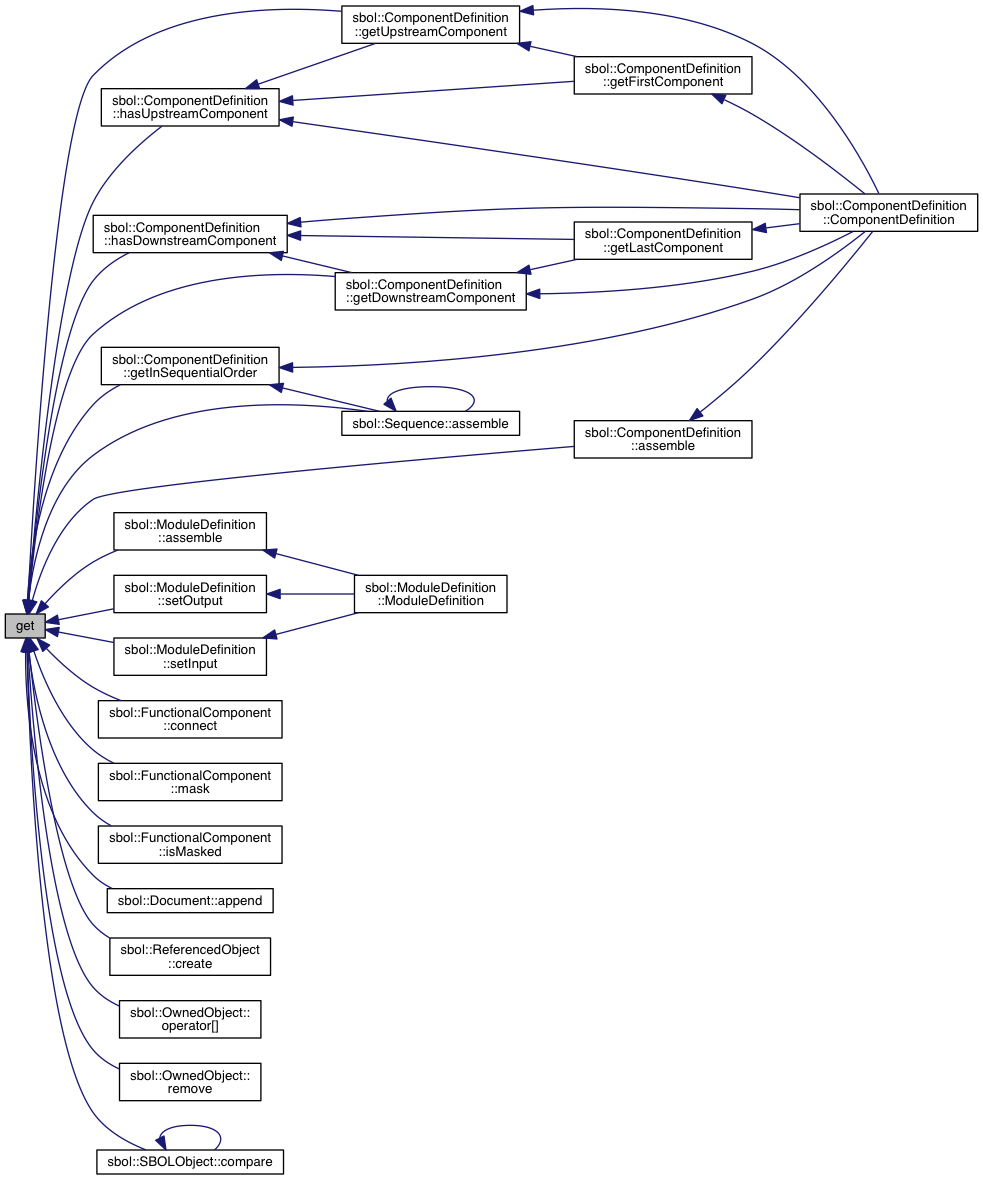 sbol::ComponentDefinition
::getUpstreamComponent
sbol::ComponentDefinition
::getFirstComponent
sbol::ComponentDefinition
::hasUpstreamComponent
sbol::ComponentDefinition
::ComponentDefinition
sbol::ComponentDefinition
::hasDownstreamComponent
sbol::ComponentDefinition
::getLastComponent
sbol::ComponentDefinition
::getDownstreamComponent
sbol::ComponentDefinition
::getInSequentialOrder
sbol::Sequence::assemble
sbol::ComponentDefinition
::assemble
sbol::ModuleDefinition
::assemble
sbol::ModuleDefinition
::setOutput
sbol::ModuleDefinition
::ModuleDefinition
get
sbol::ModuleDefinition
::setInput
sbol::FunctionalComponent
::connect
sbol::FunctionalComponent
::mask
sbol::FunctionalComponent
::isMasked
sbol::Document::append
sbol::ReferencedObject
::create
sbol::OwnedObject::
operator[]
sbol::OwnedObject::
remove
sbol::SBOLObject::compare